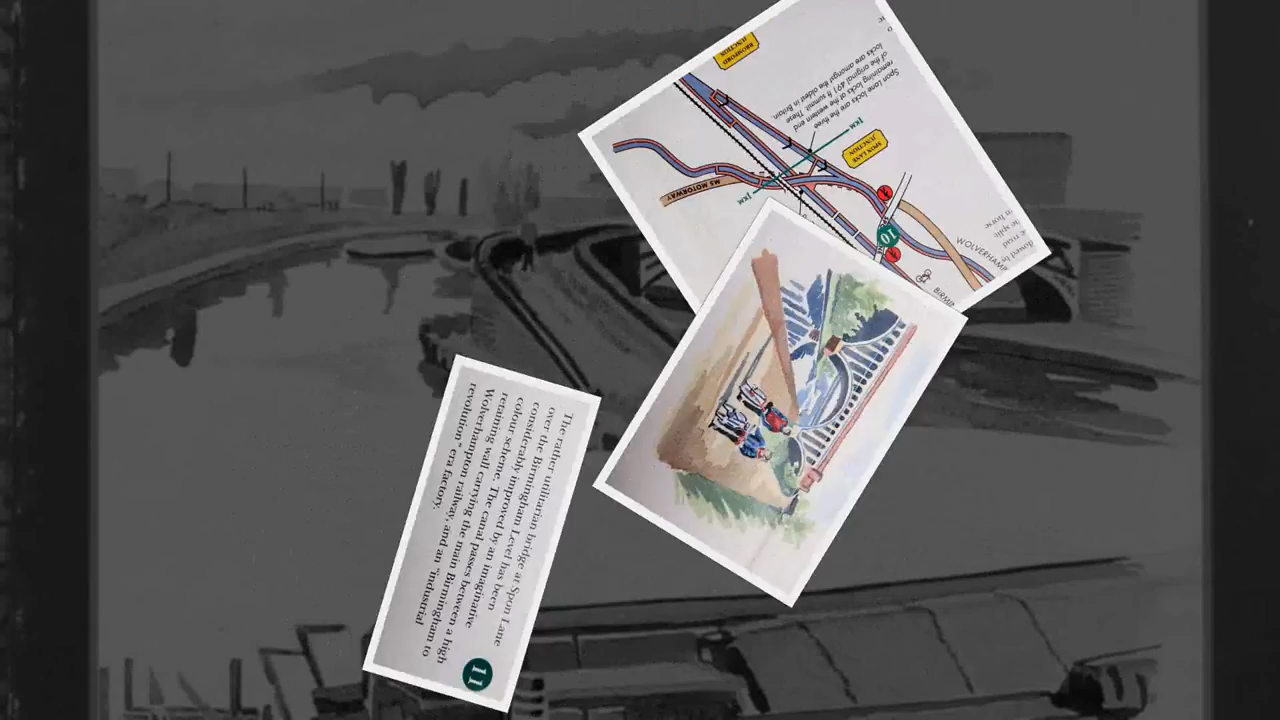 BROMFORD
JUNCTION
Spon Lane locks are the three
remaining locks of the western end
of the original 491 ft summit. These
locks are amongst the oldest in Britain.
1KM
SPON LANE
JUNCTION
M5 MOTORWAY
1KM
10
WOLVERHAMP
BIRMI
The rather utilitarian bridge at Spon Lane
over the Birmingham Level has been
considerably improved by an imaginative
colour scheme. The canal passes between a high
retaining wall carrying the main Birmingham to
Wolverhampton railway, and an "industrial
revolution" era factory.
11